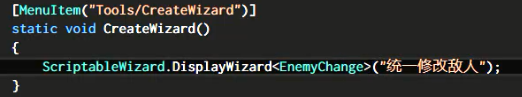 [MenuItem("Tools/CreateWizard")]
static void CreateWizard()
{
ScriptableWizard.DisplayWizard<EnemyChange>("统一修改敌人");
}